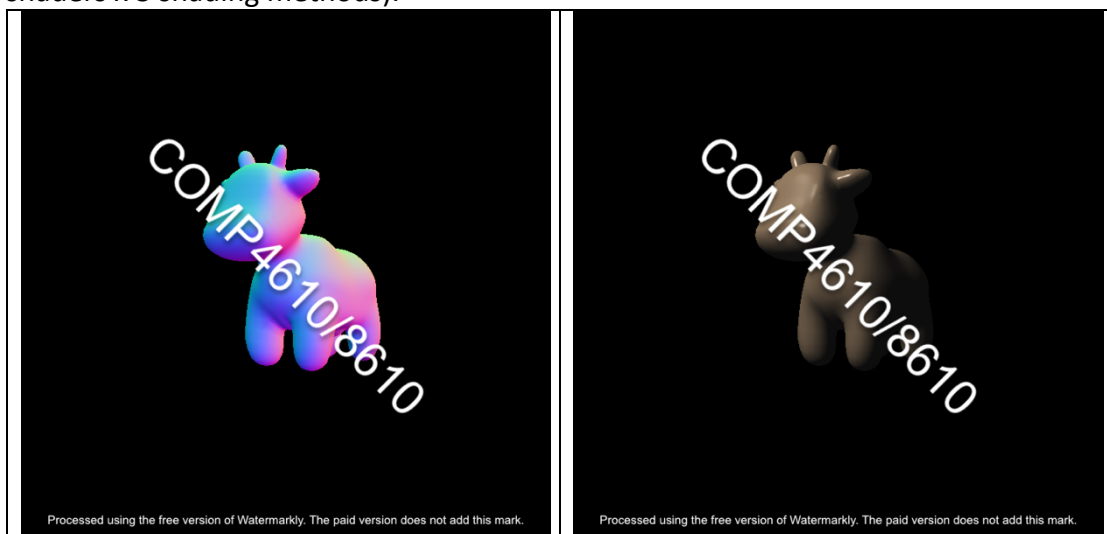 shaders x 3 shading methods).
COMP4610/8610
Processed using the free version of Watermarkly. The paid version does not add this mark.
COMP4610/8610
Processed using the free version of Watermarkly. The paid version does not add this mark.